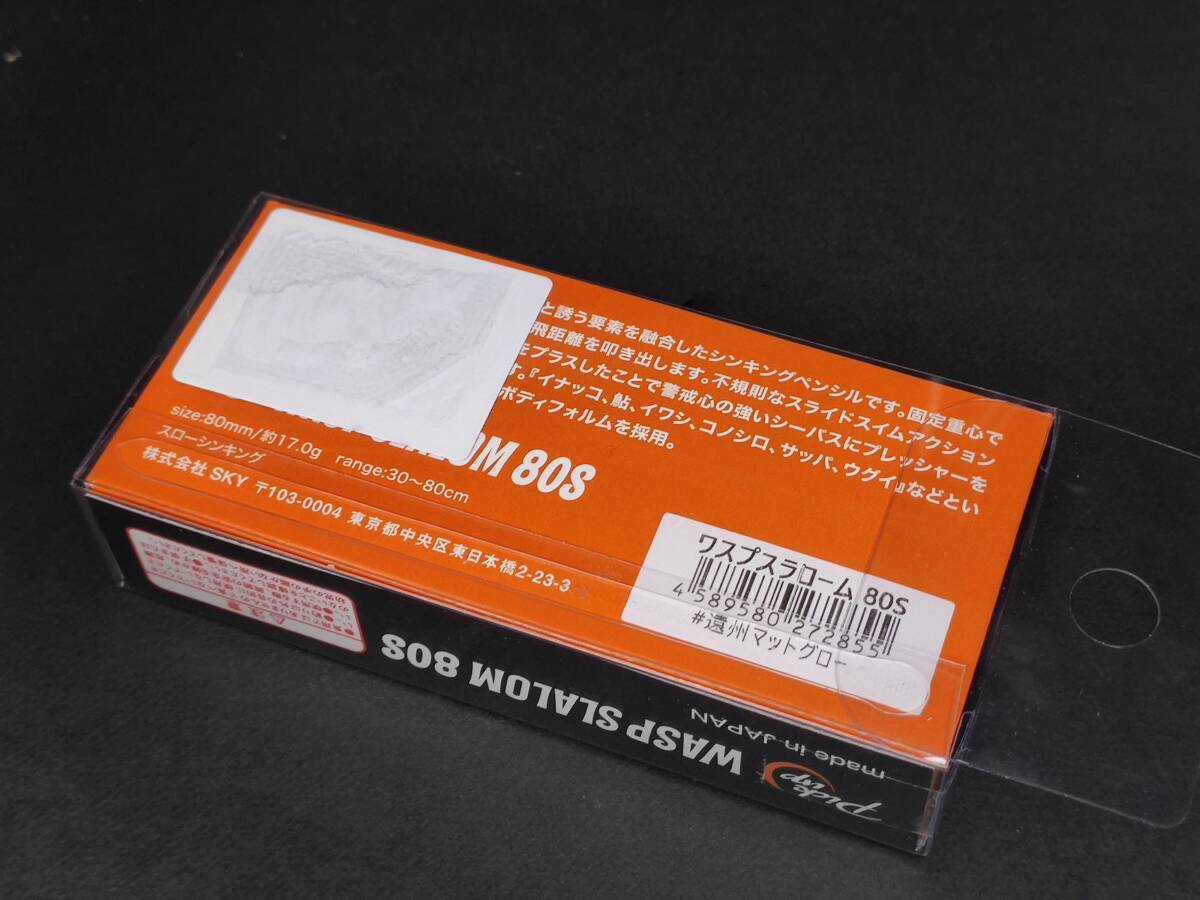 と誘う要素を融合したシンキングペンシルです。固定重心で
飛距離を叩き出します。不規則なスライドスイムアクション
をプラスしたことで警戒心の強いシーバスにプレッシャーを
す。『イナッコ、鮎、イワシ、コノシロ、サッパ、ウグイ』などとい
ボディフォルムを採用。
80S
size:80mm/約17.0g range:30～80cm
スローシンキング
株式会社 SKY 〒103-0004 東京都中央区東日本橋2-23-3
ワスプスラローム 80S
4 589580 272855
#遠州マットグロー
WASP SLALOM 80S
made in JAPAN
Pick up